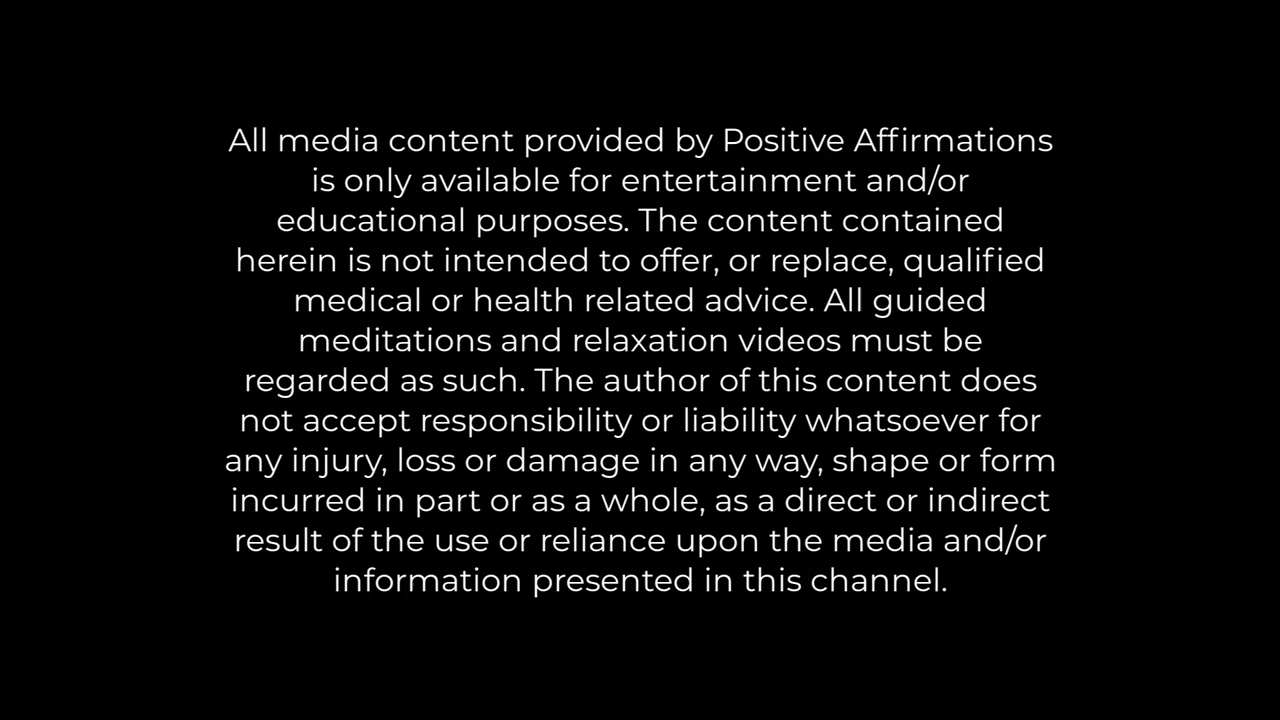 All media content provided by Positive Affirmations
is only available for entertainment and/or
educational purposes. The content contained
herein is not intended to offer, or replace, qualified
medical or health related advice. All guided
meditations and relaxation videos must be
regarded as such. The author of this content does
not accept responsibility or liability whatsoever for
any injury, loss or damage in any way, shape or form
incurred in part or as a whole, as a direct or indirect
result of the use or reliance upon the media and/or
information presented in this channel.